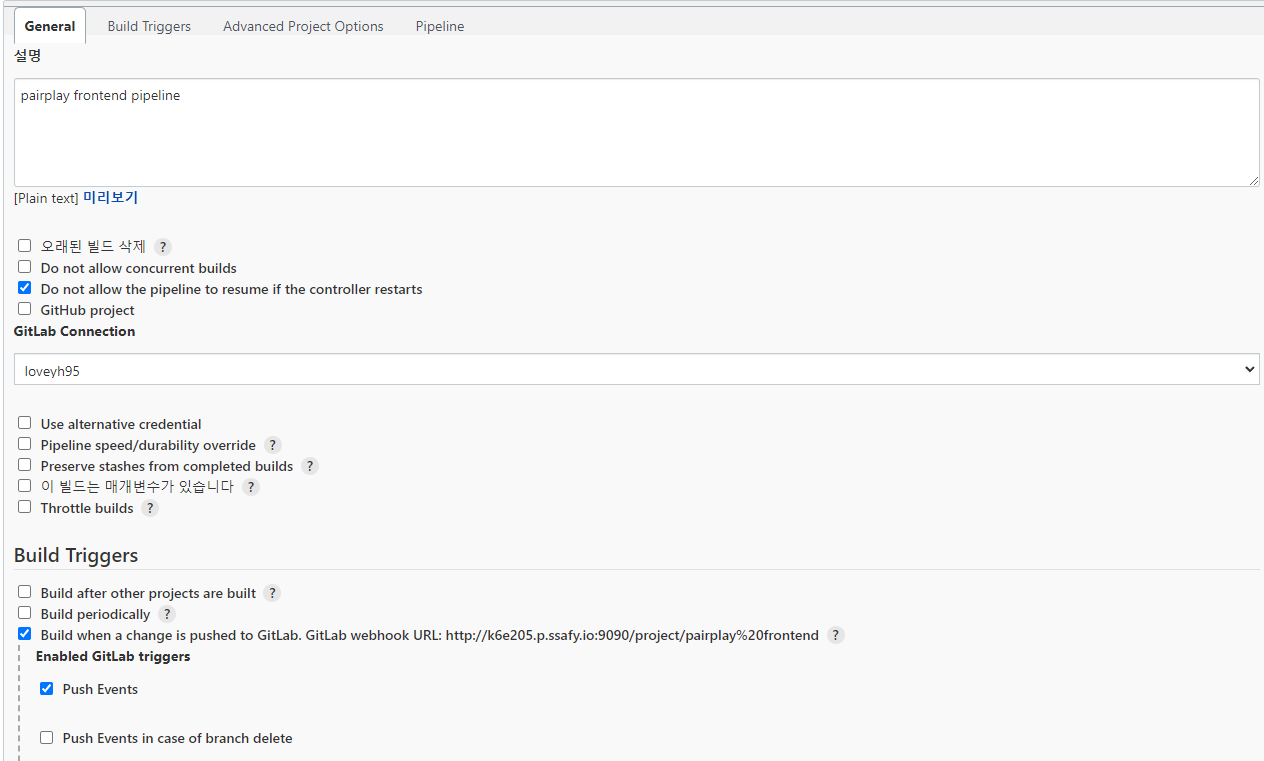 General Build Triggers Advanced Project Options Pipeline
설명
pairplay frontend pipeline
[Plain text] 미리보기
오래된 빌드 삭제 ?
Do not allow concurrent builds
Do not allow the pipeline to resume if the controller restarts
GitHub project
GitLab Connection
loveyh95
Use alternative credential
Pipeline speed/durability override ?
Preserve stashes from completed builds ?
이 빌드는 매개변수가 있습니다 ?
Throttle builds ?
Build Triggers
Build after other projects are built ?
Build periodically ?
Build when a change is pushed to GitLab. GitLab webhook URL: http://k6e205.p.ssafy.io:9090/project/pairplay%20frontend ?
Enabled GitLab triggers
Push Events
Push Events in case of branch delete